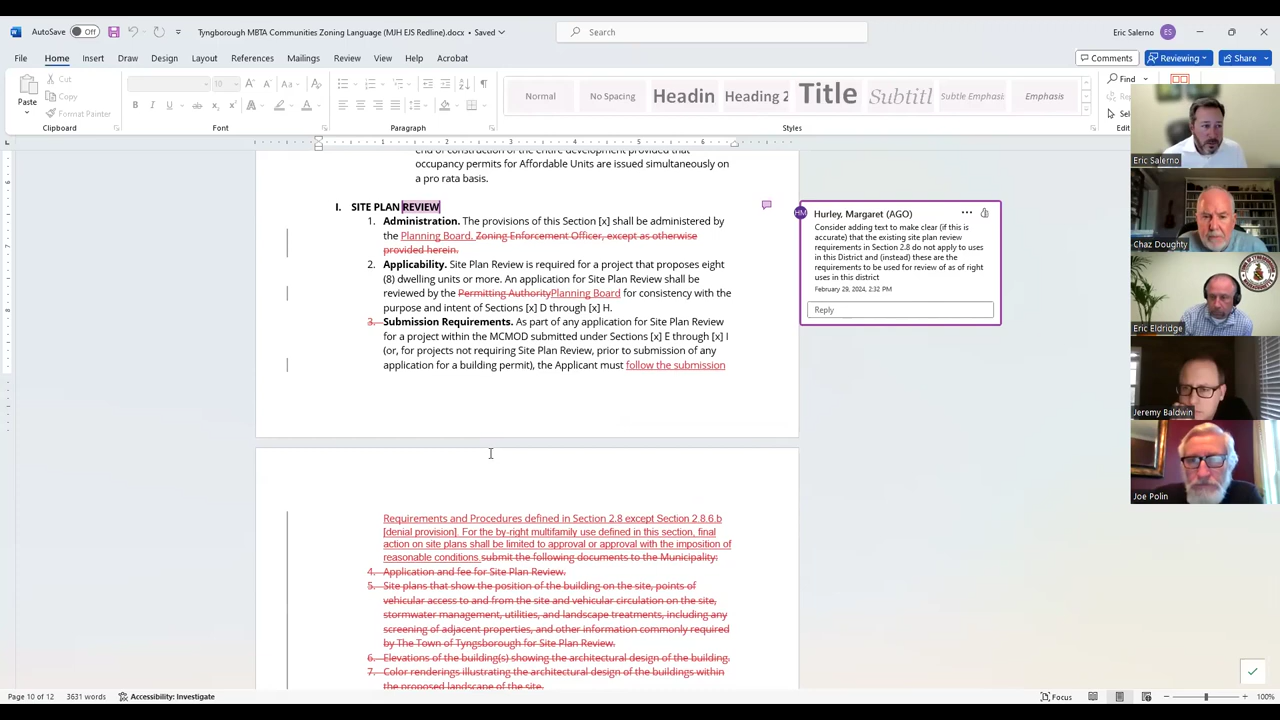 AutoSave Off Tyngborough MBTA Communities Zoning Language (MJH EJS Redline).docx • Saved Search Eric Salerno ES
File Home Insert Draw Design Layout References Mailings Review View Help Acrobat Comments Reviewing Share
Paste Cut Copy Format Painter
10 A A Aa
B I U ab
Normal No Spacing Headin Heading 2 Title Subtitl Subtle Emphasis Emphasis
Find
Clipboard Font Paragraph Styles
1 2 3 4 5 6
end of construction of the entire development provided that
occupancy permits for Affordable Units are issued simultaneously on
a pro rata basis.
I. SITE PLAN REVIEW
1. Administration. The provisions of this Section [x] shall be administered by
the Planning Board. Zoning Enforcement Officer, except as otherwise
provided herein.
2. Applicability. Site Plan Review is required for a project that proposes eight
(8) dwelling units or more. An application for Site Plan Review shall be
reviewed by the Permitting AuthorityPlanning Board for consistency with the
purpose and intent of Sections [x] D through [x] H.
3. Submission Requirements. As part of any application for Site Plan Review
for a project within the MCMOD submitted under Sections [x] E through [x] I
(or, for projects not requiring Site Plan Review, prior to submission of any
application for a building permit), the Applicant must follow the submission
Requirements and Procedures defined in Section 2.8 except Section 2.8.6.b
[denial provision]. For the by-right multifamily use defined in this section, final
action on site plans shall be limited to approval or approval with the imposition of
reasonable conditions.submit the following documents to the Municipality:
4. Application and fee for Site Plan Review.
5. Site plans that show the position of the building on the site, points of
vehicular access to and from the site and vehicular circulation on the site,
stormwater management, utilities, and landscape treatments, including any
screening of adjacent properties, and other information commonly required
by The Town of Tyngsborough for Site Plan Review.
6. Elevations of the building(s) showing the architectural design of the building.
7. Color renderings illustrating the architectural design of the buildings within
the proposed landscape of the site.
HM Hurley, Margaret (AGO)
Consider adding text to make clear (if this is
accurate) that the existing site plan review
requirements in Section 2.8 do not apply to uses
in this District and (instead) these are the
requirements to be used for review of as of right
uses in this district
February 29, 2024, 2:32 PM
Reply
Eric Salerno
Chaz Doughty
Eric Eldridge
Jeremy Baldwin
Joe Polin
Page 10 of 12 3631 words Accessibility: Investigate Focus 100%